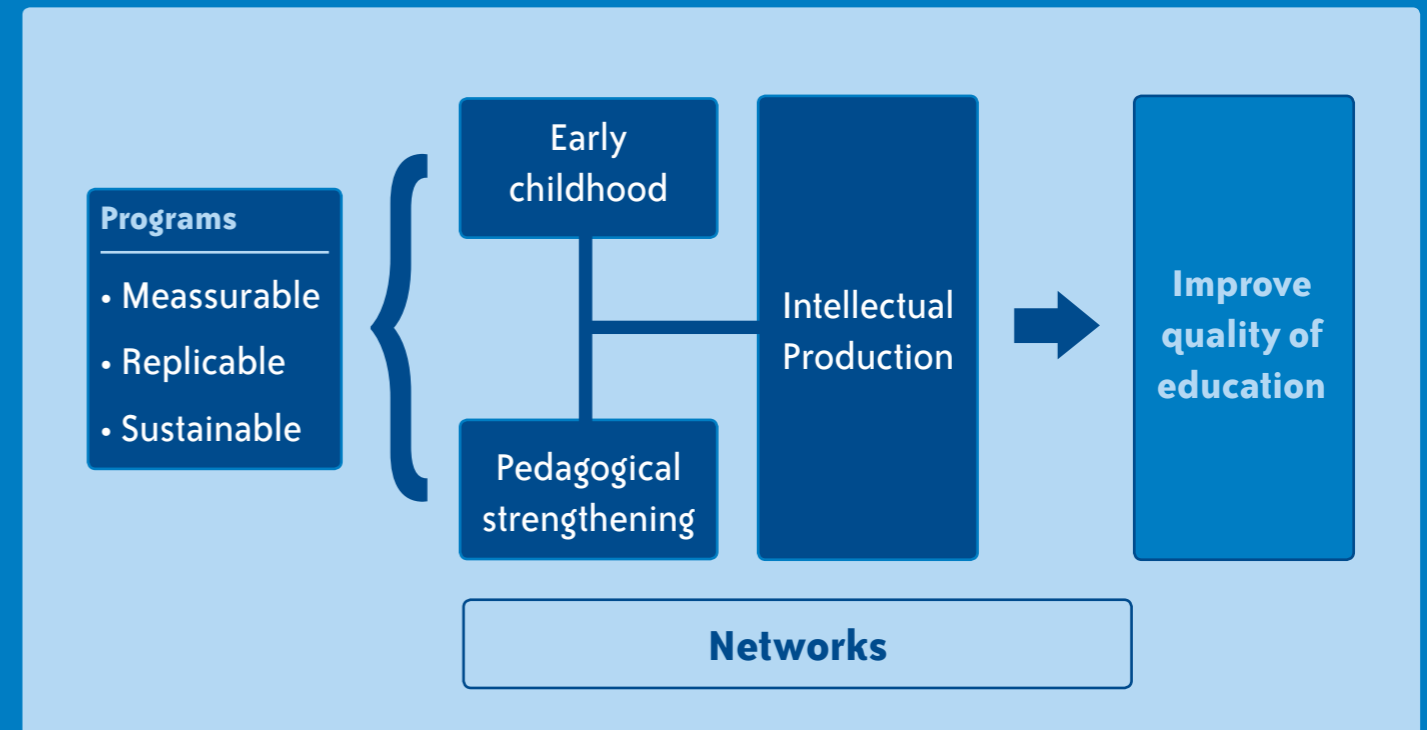 Programs
• Meassurable
• Replicable
• Sustainable
Early
childhood
Pedagogical
strengthening
Intellectual
Production
Improve
quality of
education
Networks